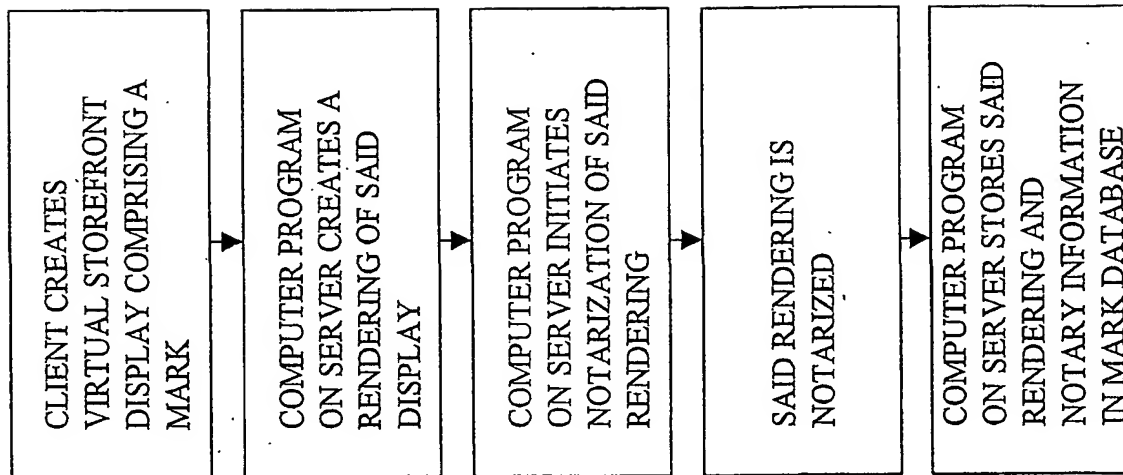 CLIENT CREATES
VIRTUAL STOREFRONT
DISPLAY COMPRISING A
MARK
COMPUTER PROGRAM
ON SERVER CREATES A
RENDERING OF SAID
DISPLAY
COMPUTER PROGRAM
ON SERVER INITIATES
NOTARIZATION OF SAID
RENDERING
SAID RENDERING IS
NOTARIZED
COMPUTER PROGRAM
ON SERVER STORES SAID
RENDERING AND
NOTARY INFORMATION
IN MARK DATABASE